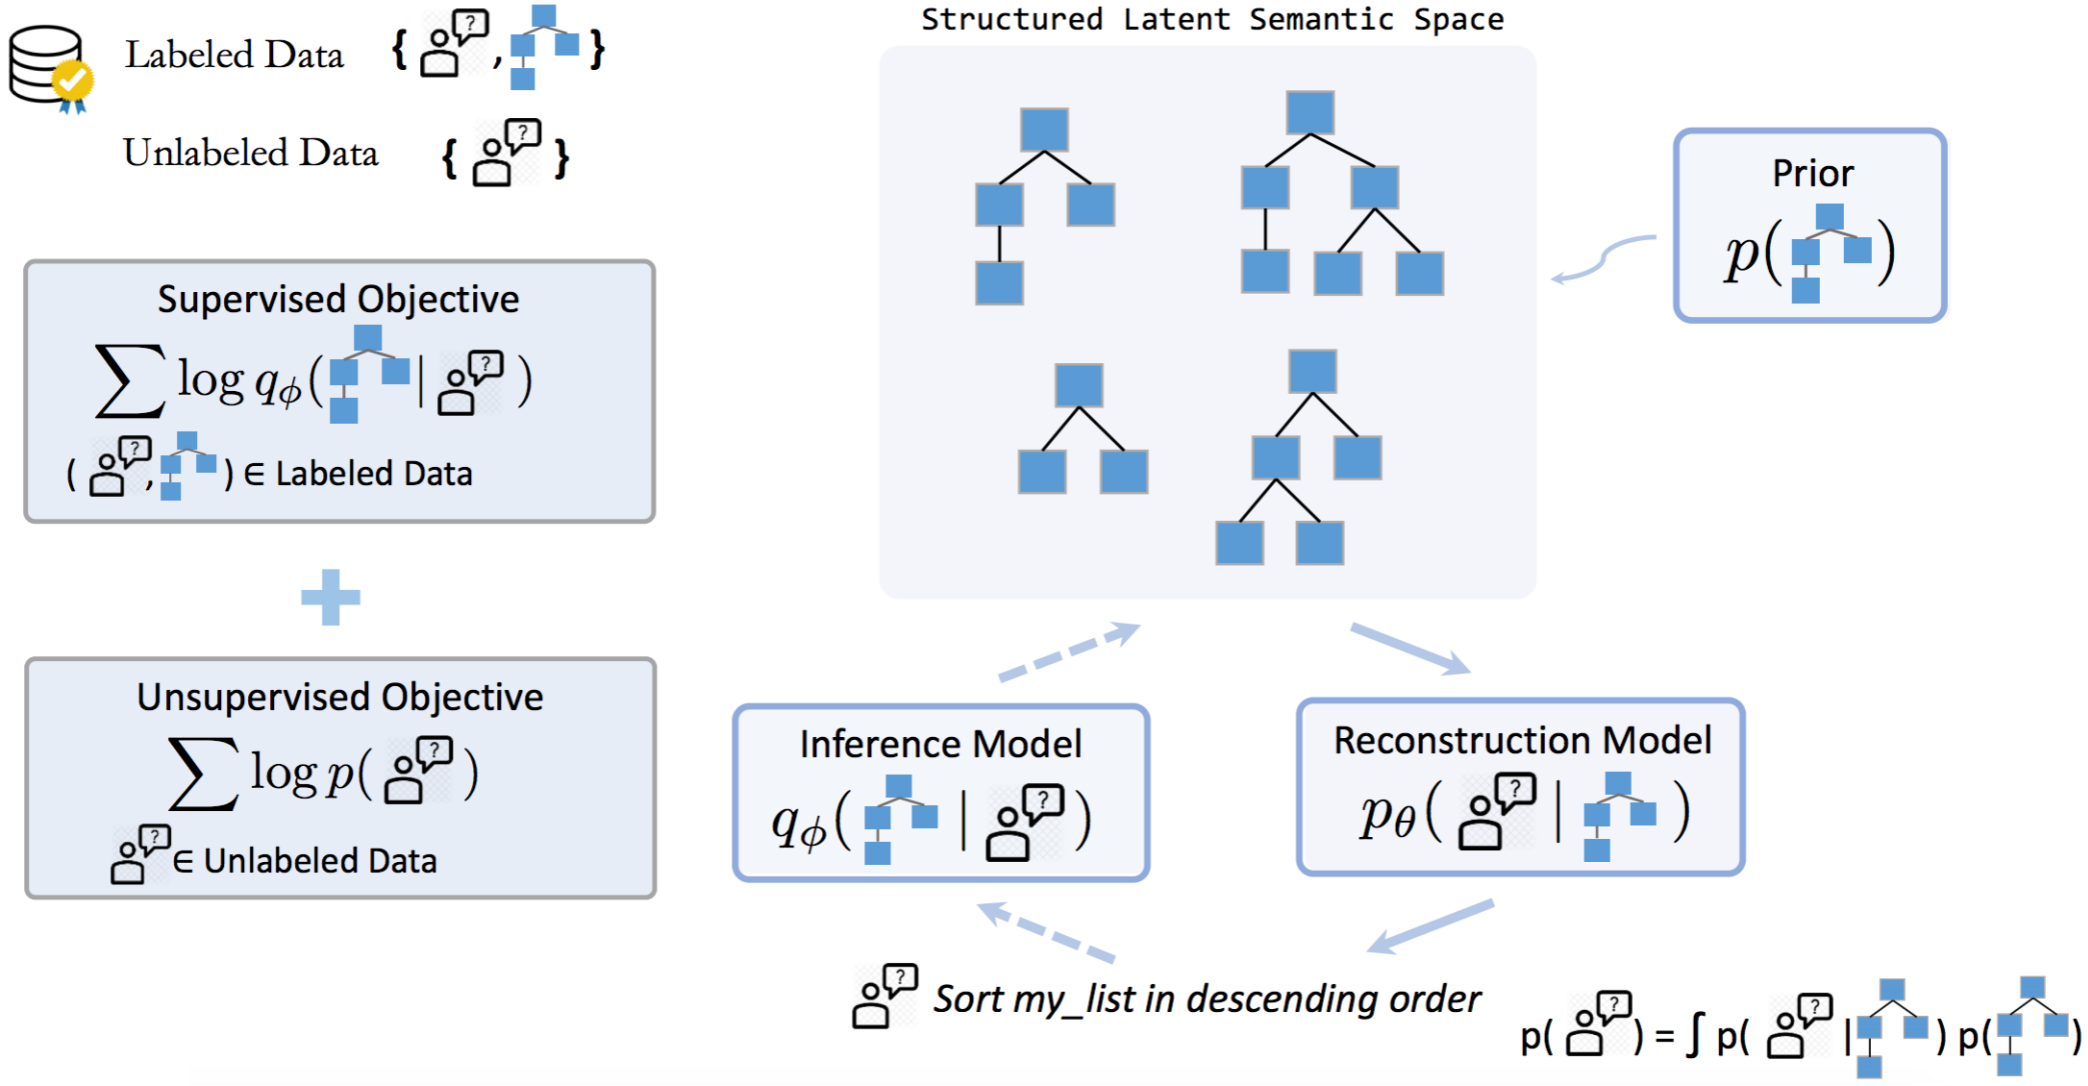 Labeled Data { , }
Unlabeled Data { }
Supervised Objective
∑ log qϕ( | )
( , ) ∈ Labeled Data
Unsupervised Objective
∑ log p( )
∈ Unlabeled Data
Structured Latent Semantic Space
Prior
p( )
Inference Model
qϕ( | )
Reconstruction Model
pθ( | )
Sort my_list in descending order
p( ) = ∫ p( | ) p( )